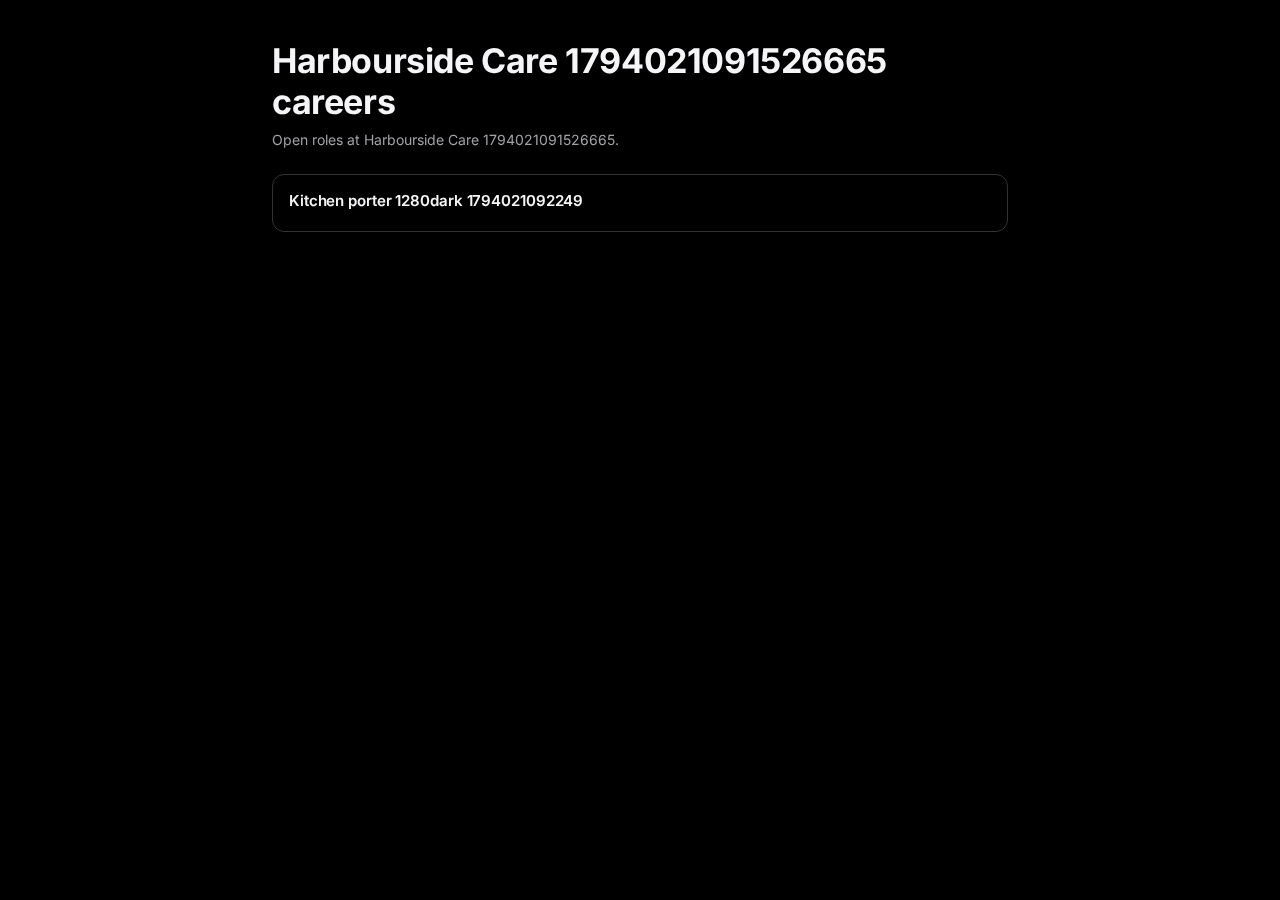 Harbourside Care 1794021091526665
careers
Open roles at Harbourside Care 1794021091526665.
Kitchen porter 1280dark 1794021092249